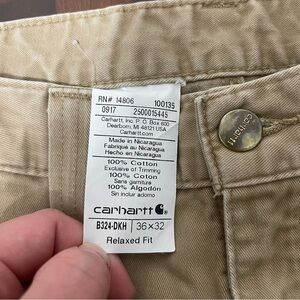 RN# 14806 100135
0917 2500015445
Carhartt, Inc. P.O. Box 600
Dearborn, MI 48121 USA
Carhartt.com
Made in Nicaragua
Fabriqué au Nicaragua
Hecho en Nicaragua
100% Cotton
Exclusive of Trimming
100% Coton
Sans garniture
100% Algodón
Sin incluir adorno
carhartt
B324-DKH 36×32
Relaxed Fit
carhartt